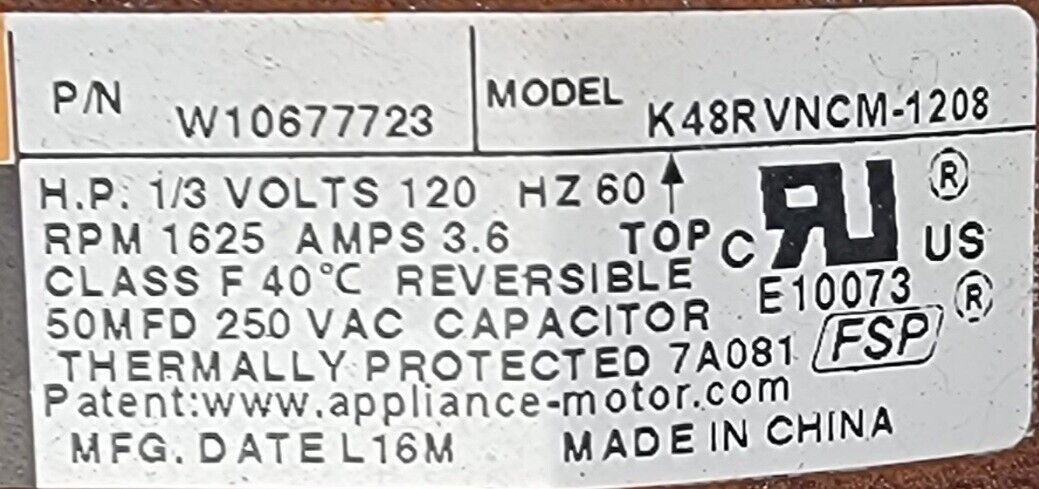 P/N W10677723 MODEL K48RVNCM-1208
H.P. 1/3 VOLTS 120 HZ 60
RPM 1625 AMPS 3.6 TOP
CLASS F 40°C REVERSIBLE
50MFD 250 VAC CAPACITOR
THERMALLY PROTECTED 7A081
Patent:www.appliance-motor.com
MFG. DATE L16M MADE IN CHINA
C RU US ®
E10073
FSP ®